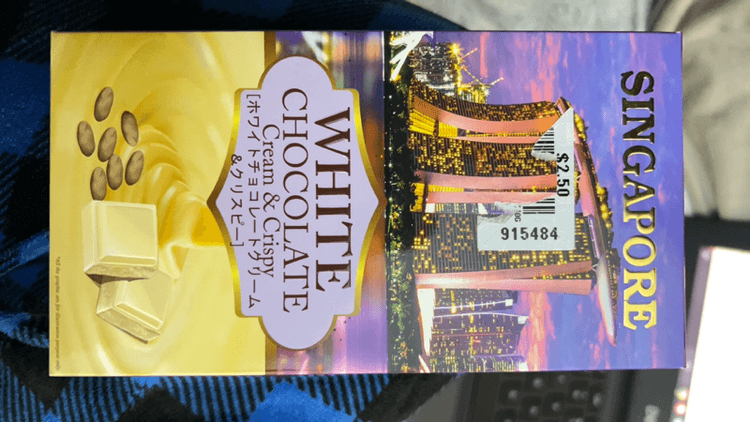 SINGAPORE
$2.50
915484
WHITE
CHOCOLATE
Cream & Crispy
[ホワイトチョコレートクリーム
&クリスピー]